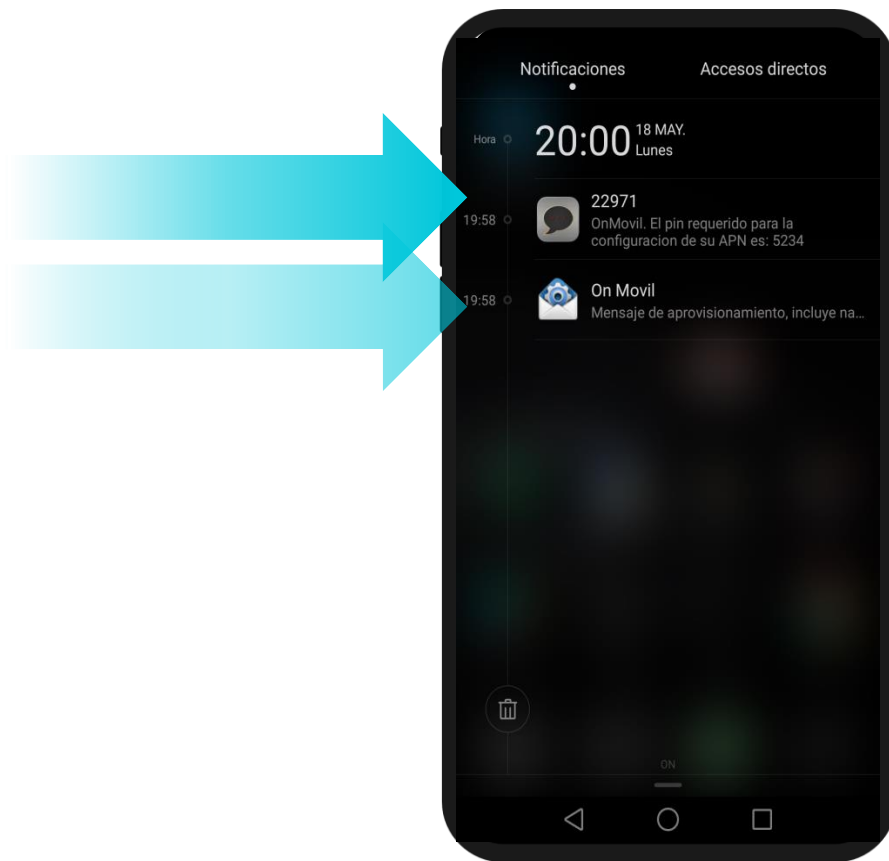 Notificaciones
Accesos directos
Hora
20:00
18 MAY.
Lunes
19:58
22971
OnMovil. El pin requerido para la
configuracion de su APN es: 5234
19:58
On Movil
Mensaje de aprovisionamiento, incluye na...
ON